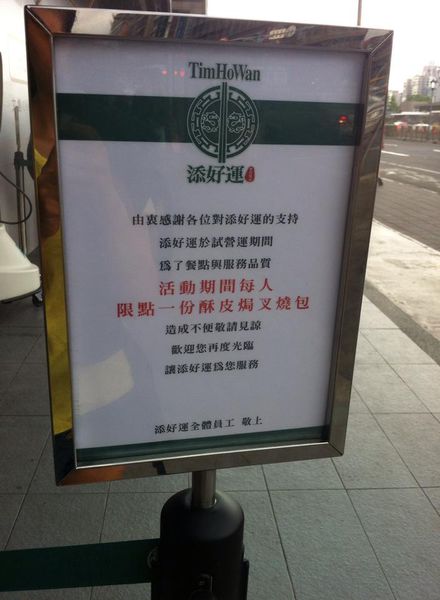 TimHoWan
添好運
由衷感謝各位對添好運的支持
添好運於試營運期間
為了餐點與服務品質
活動期間每人
限點一份酥皮焗叉燒包
造成不便敬請見諒
歡迎您再度光臨
讓添好運為您服務
添好運全體員工 敬上